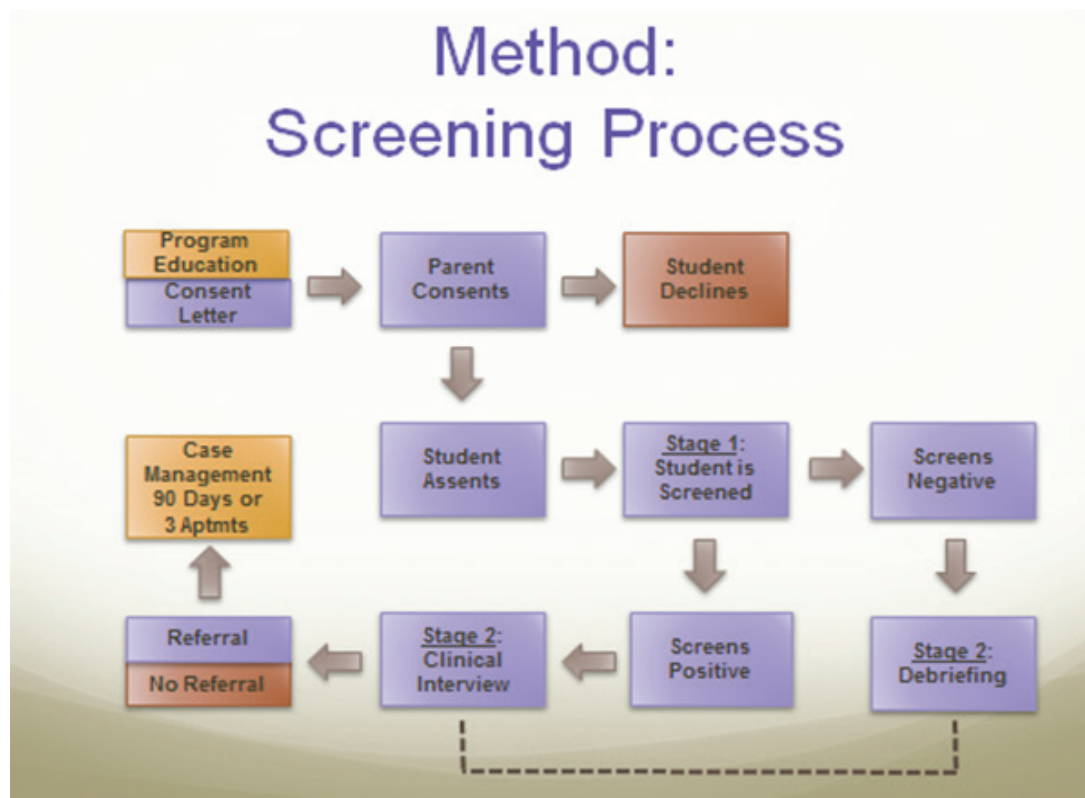 Method:
Screening Process
Program
Education
Consent
Letter
Parent
Consents
Student
Declines
Case
Management
90 Days or
3 Aptmts
Student
Assents
Stage 1:
Student is
Screened
Screens
Negative
Referral
No Referral
Stage 2:
Clinical
Interview
Screens
Positive
Stage 2:
Debriefing